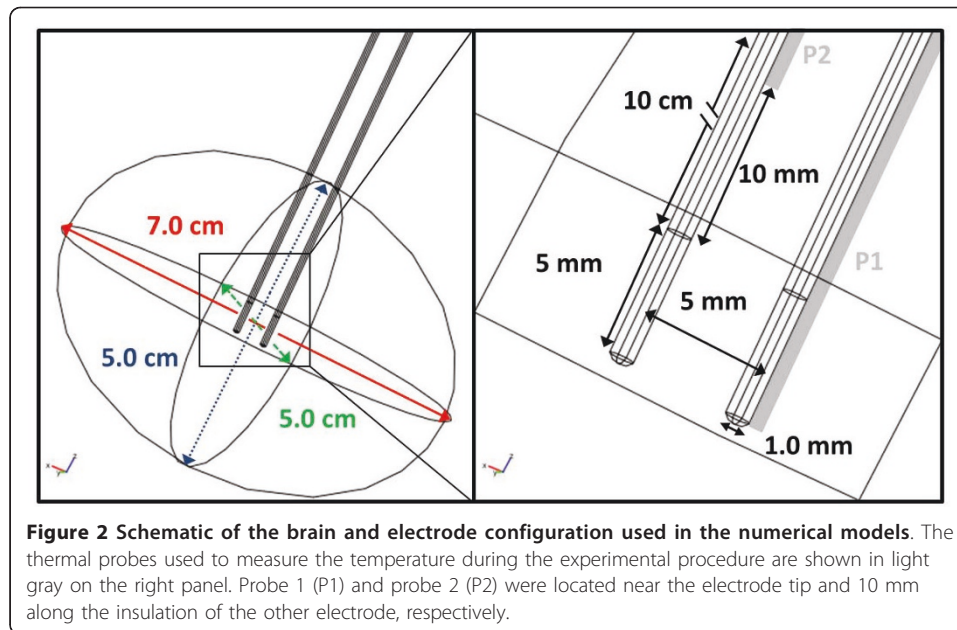 7.0 cm
5.0 cm
5.0 cm
x
y
z
P2
10 cm
10 mm
5 mm
5 mm
P1
1.0 mm
x
y
z
Figure 2 Schematic of the brain and electrode configuration used in the numerical models. The
thermal probes used to measure the temperature during the experimental procedure are shown in light
gray on the right panel. Probe 1 (P1) and probe 2 (P2) were located near the electrode tip and 10 mm
along the insulation of the other electrode, respectively.